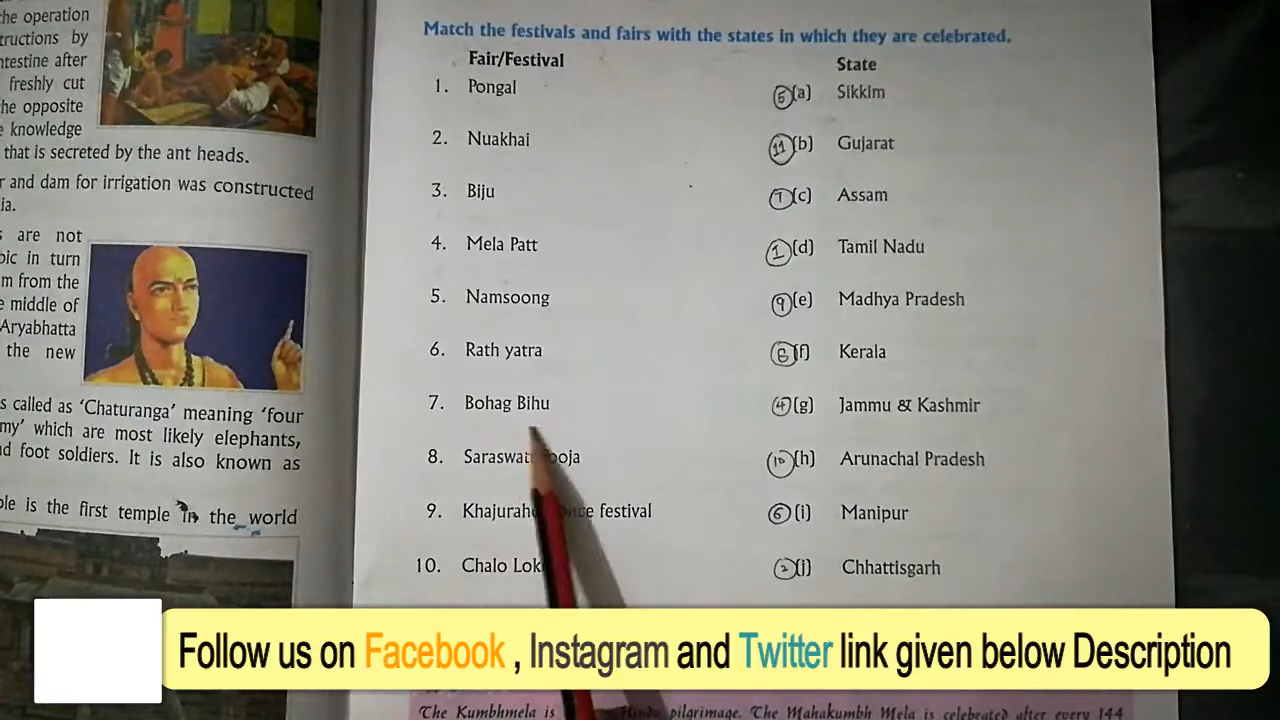 he operation
tructions by
ntestine after
freshly cut
he opposite
e knowledge
that is secreted by the ant heads.
r and dam for irrigation was constructed
ia.
s are not
bic in turn
m from the
e middle of
Aryabhatta
the new
s called as ‘Chaturanga’ meaning ‘four
my’ which are most likely elephants,
d foot soldiers. It is also known as
ple is the first temple in the world
Match the festivals and fairs with the states in which they are celebrated.
Fair/Festival State
1. Pongal 5 (a) Sikkim
2. Nuakhai 11 (b) Gujarat
3. Biju 7 (c) Assam
4. Mela Patt 1 (d) Tamil Nadu
5. Namsoong 9 (e) Madhya Pradesh
6. Rath yatra 8 (f) Kerala
7. Bohag Bihu 4 (g) Jammu & Kashmir
8. Saraswat ooja 10 (h) Arunachal Pradesh
9. Khajurah ce festival 6 (i) Manipur
10. Chalo Lok 2 (j) Chhattisgarh
Follow us on Facebook , Instagram and Twitter link given below Description
The Kumbhmela is Hindu pilgrimage. The Mahakumbh Mela is celebrated after every 144